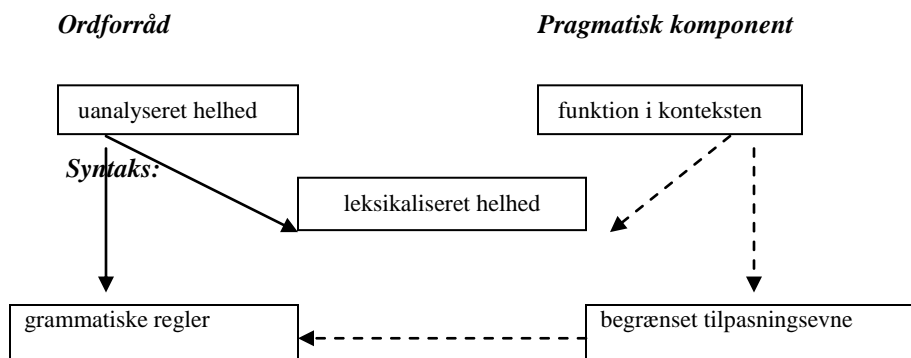 Ordforråd
Pragmatisk komponent
uanalyseret helhed
funktion i konteksten
Syntaks:
leksikaliseret helhed
grammatiske regler
begrænset tilpasningsevne